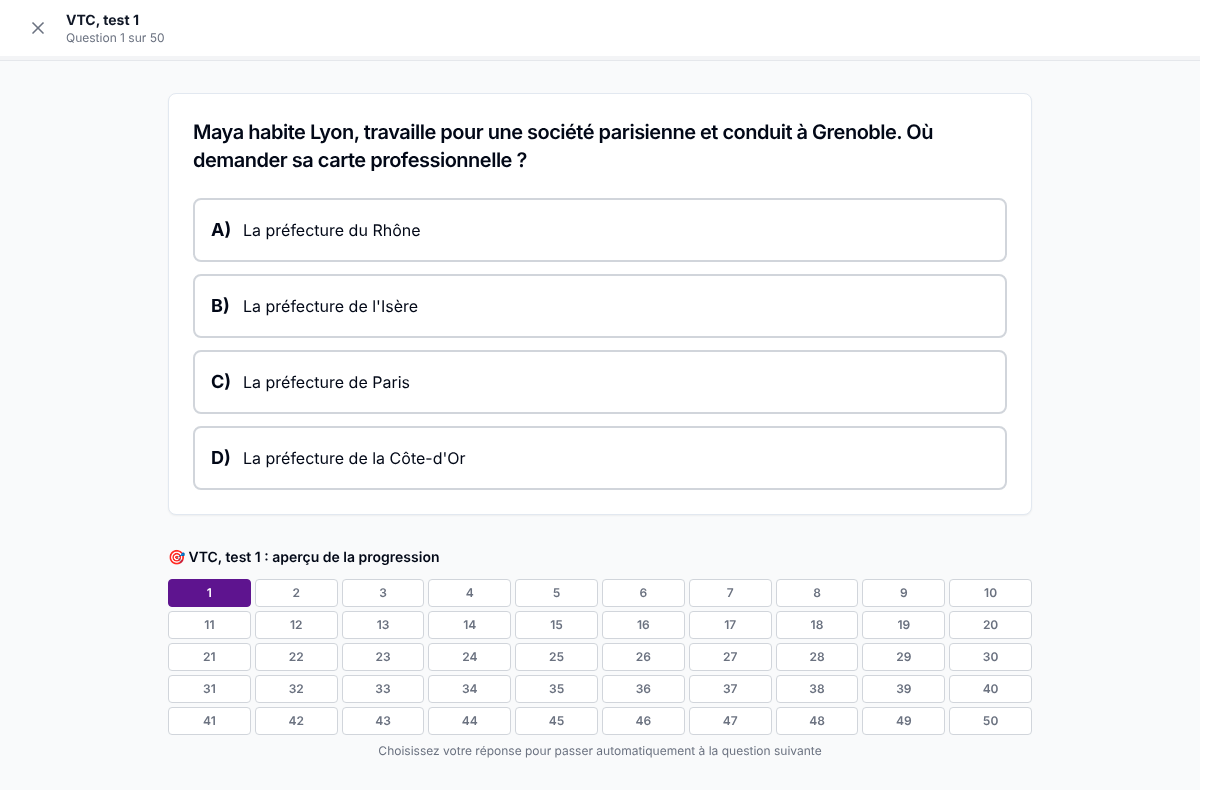 VTC, test 1
Question 1 sur 50
Maya habite Lyon, travaille pour une société parisienne et conduit à Grenoble. Où
demander sa carte professionnelle ?
A) La préfecture du Rhône
B) La préfecture de l'Isère
C) La préfecture de Paris
D) La préfecture de la Côte-d'Or
🎯 VTC, test 1 : aperçu de la progression
1 2 3 4 5 6 7 8 9 10
11 12 13 14 15 16 17 18 19 20
21 22 23 24 25 26 27 28 29 30
31 32 33 34 35 36 37 38 39 40
41 42 43 44 45 46 47 48 49 50
Choisissez votre réponse pour passer automatiquement à la question suivante